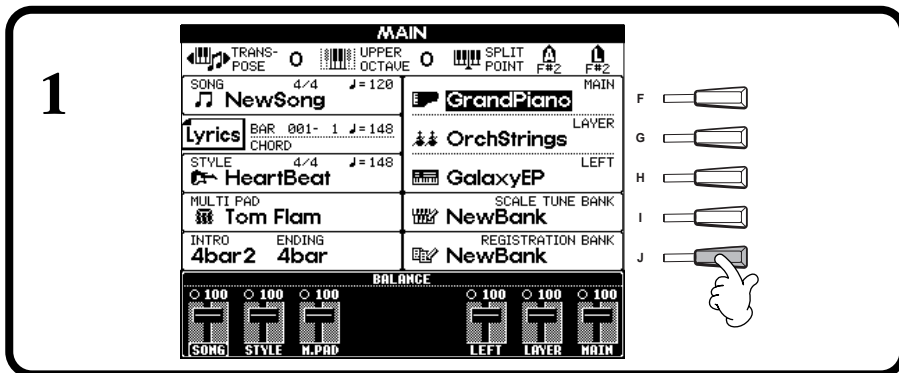 1
MAIN
TRANS-
POSE 0 UPPER
OCTAVE 0 SPLIT
POINT A F#2 L F#2
SONG 4/4 ♩=120
NewSong
Lyrics BAR 001- 1 ♩=148
CHORD
STYLE 4/4 ♩=148
HeartBeat
MULTI PAD
Tom Flam
INTRO ENDING
4bar2 4bar
MAIN
GrandPiano
LAYER
OrchStrings
LEFT
GalaxyEP
SCALE TUNE BANK
NewBank
REGISTRATION BANK
NewBank
F
G
H
I
J
BALANCE
100 100 100 100 100 100
SONG STYLE M.PAD LEFT LAYER MAIN